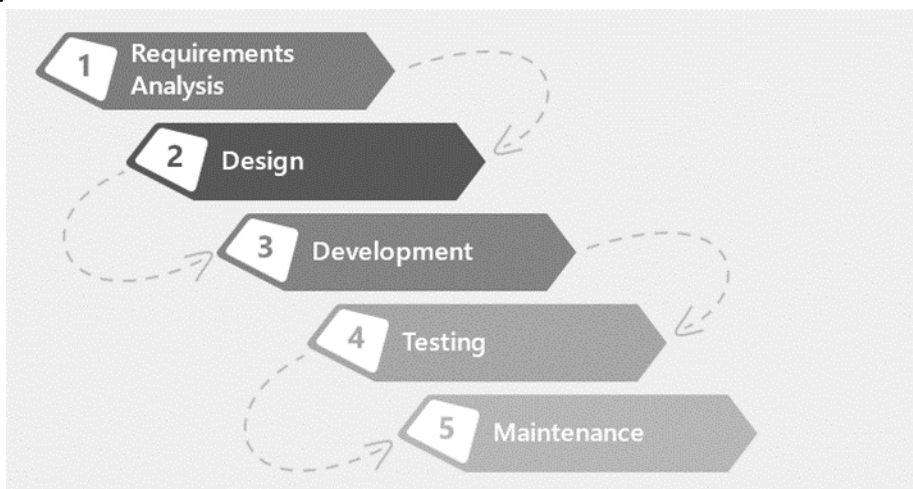 1 Requirements
Analysis
2 Design
3 Development
4 Testing
5 Maintenance